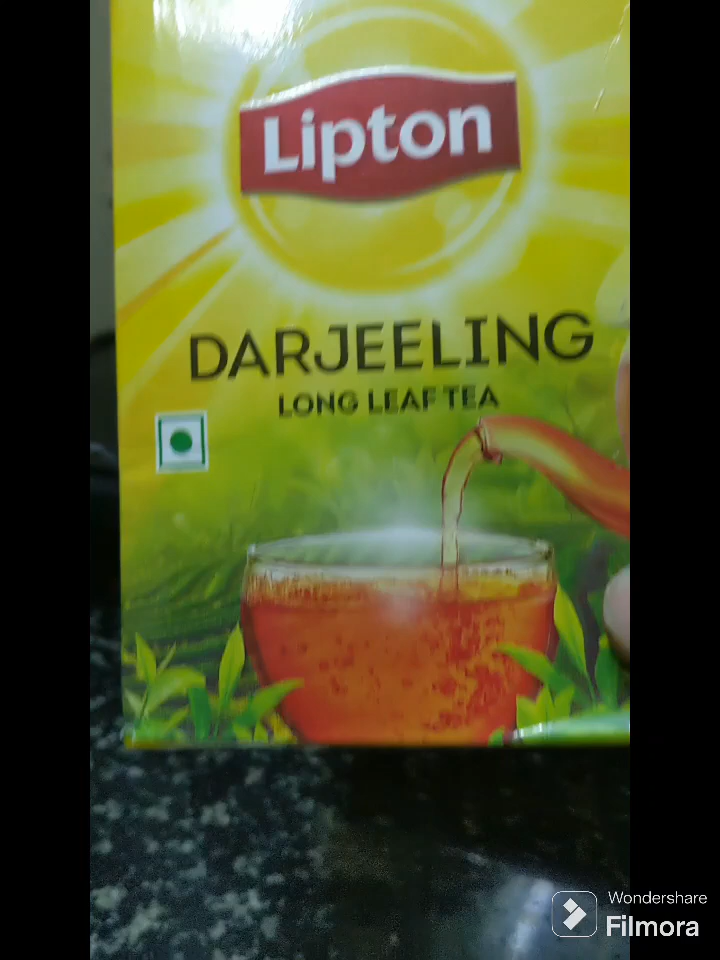 Lipton
DARJEELING
LONG LEAF TEA
Wondershare
Filmora